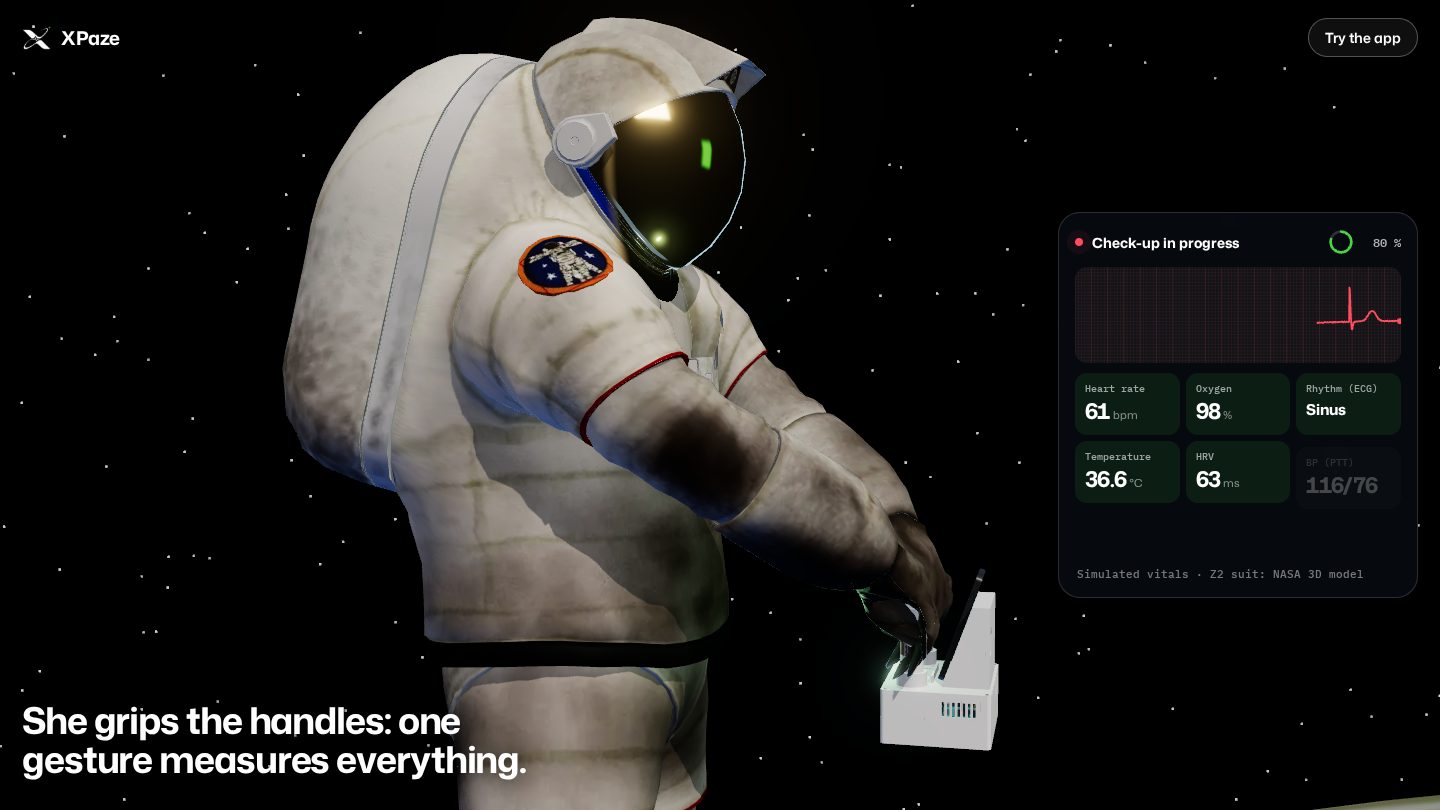 XPaze
Try the app
Check-up in progress
80 %
Heart rate
61 bpm
Oxygen
98 %
Rhythm (ECG)
Sinus
Temperature
36.6 °C
HRV
63 ms
BP (PTT)
116/76
Simulated vitals · Z2 suit: NASA 3D model
She grips the handles: one
gesture measures everything.